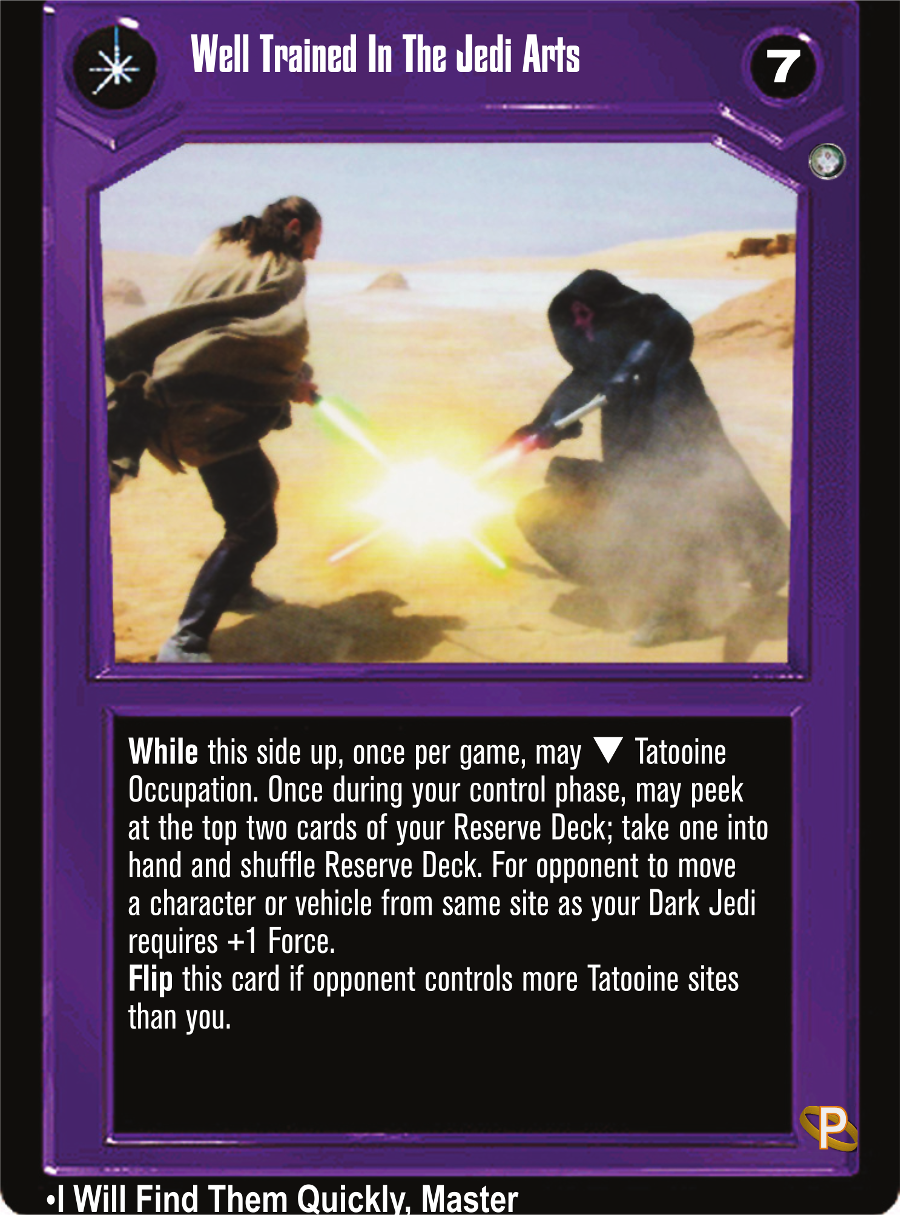 Well Trained In The Jedi Arts
7
While this side up, once per game, may ▼ Tatooine
Occupation. Once during your control phase, may peek
at the top two cards of your Reserve Deck; take one into
hand and shuffle Reserve Deck. For opponent to move
a character or vehicle from same site as your Dark Jedi
requires +1 Force.
Flip this card if opponent controls more Tatooine sites
than you.
P
•I Will Find Them Quickly, Master